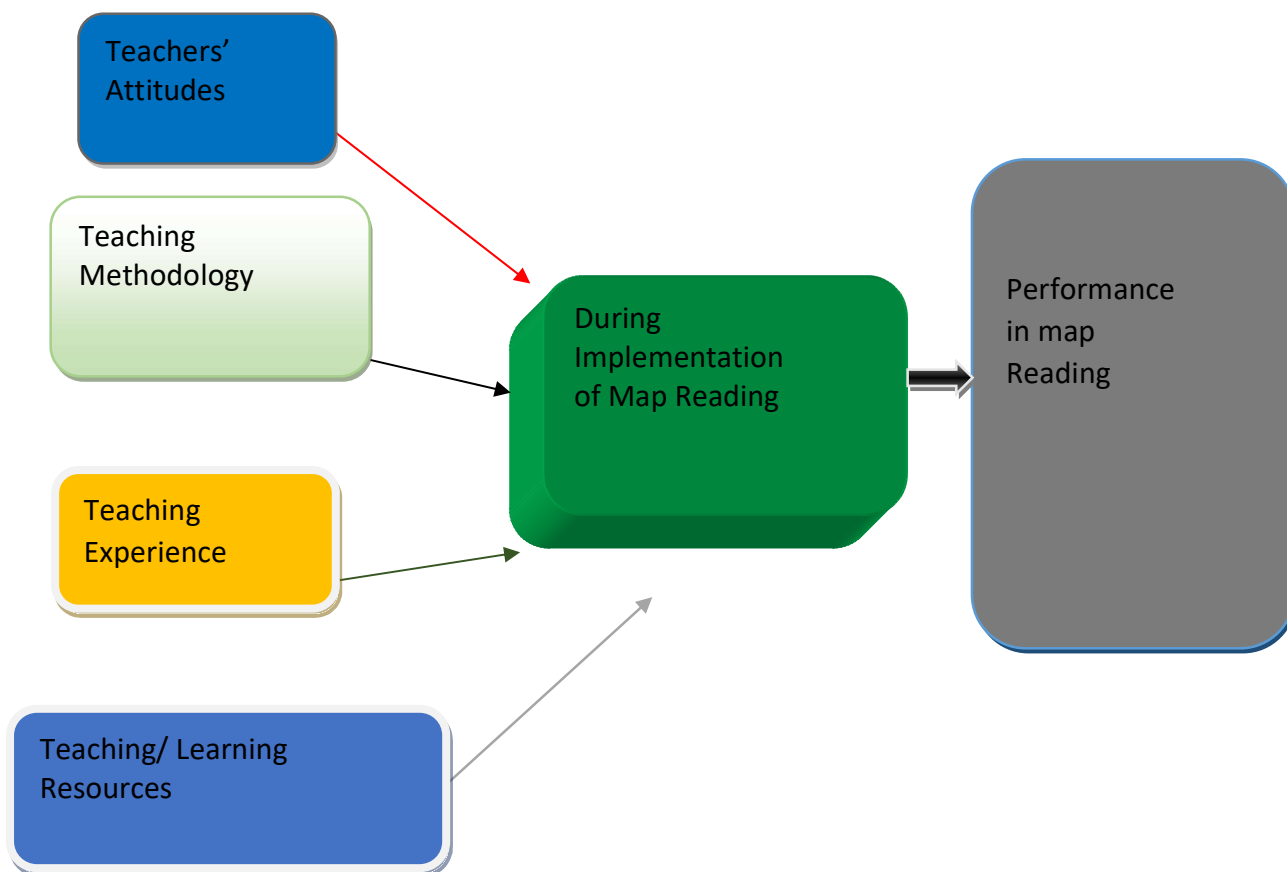 Teachers’
Attitudes
Teaching
Methodology
Teaching
Experience
Teaching/ Learning
Resources
During
Implementation
of Map Reading
Performance
in map
Reading